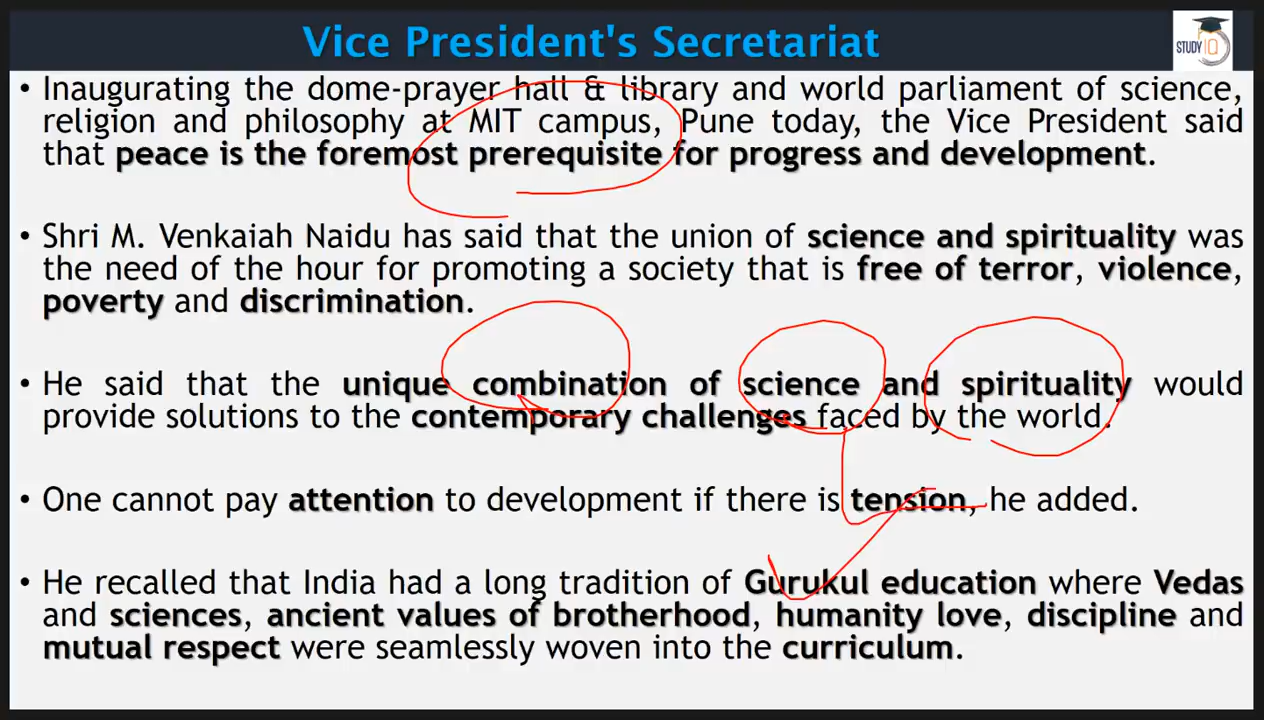 Vice President's Secretariat
STUDY IQ
• Inaugurating the dome-prayer hall & library and world parliament of science,
religion and philosophy at MIT campus, Pune today, the Vice President said
that peace is the foremost prerequisite for progress and development.
• Shri M. Venkaiah Naidu has said that the union of science and spirituality was
the need of the hour for promoting a society that is free of terror, violence,
poverty and discrimination.
• He said that the unique combination of science and spirituality would
provide solutions to the contemporary challenges faced by the world.
• One cannot pay attention to development if there is tension, he added.
• He recalled that India had a long tradition of Gurukul education where Vedas
and sciences, ancient values of brotherhood, humanity love, discipline and
mutual respect were seamlessly woven into the curriculum.